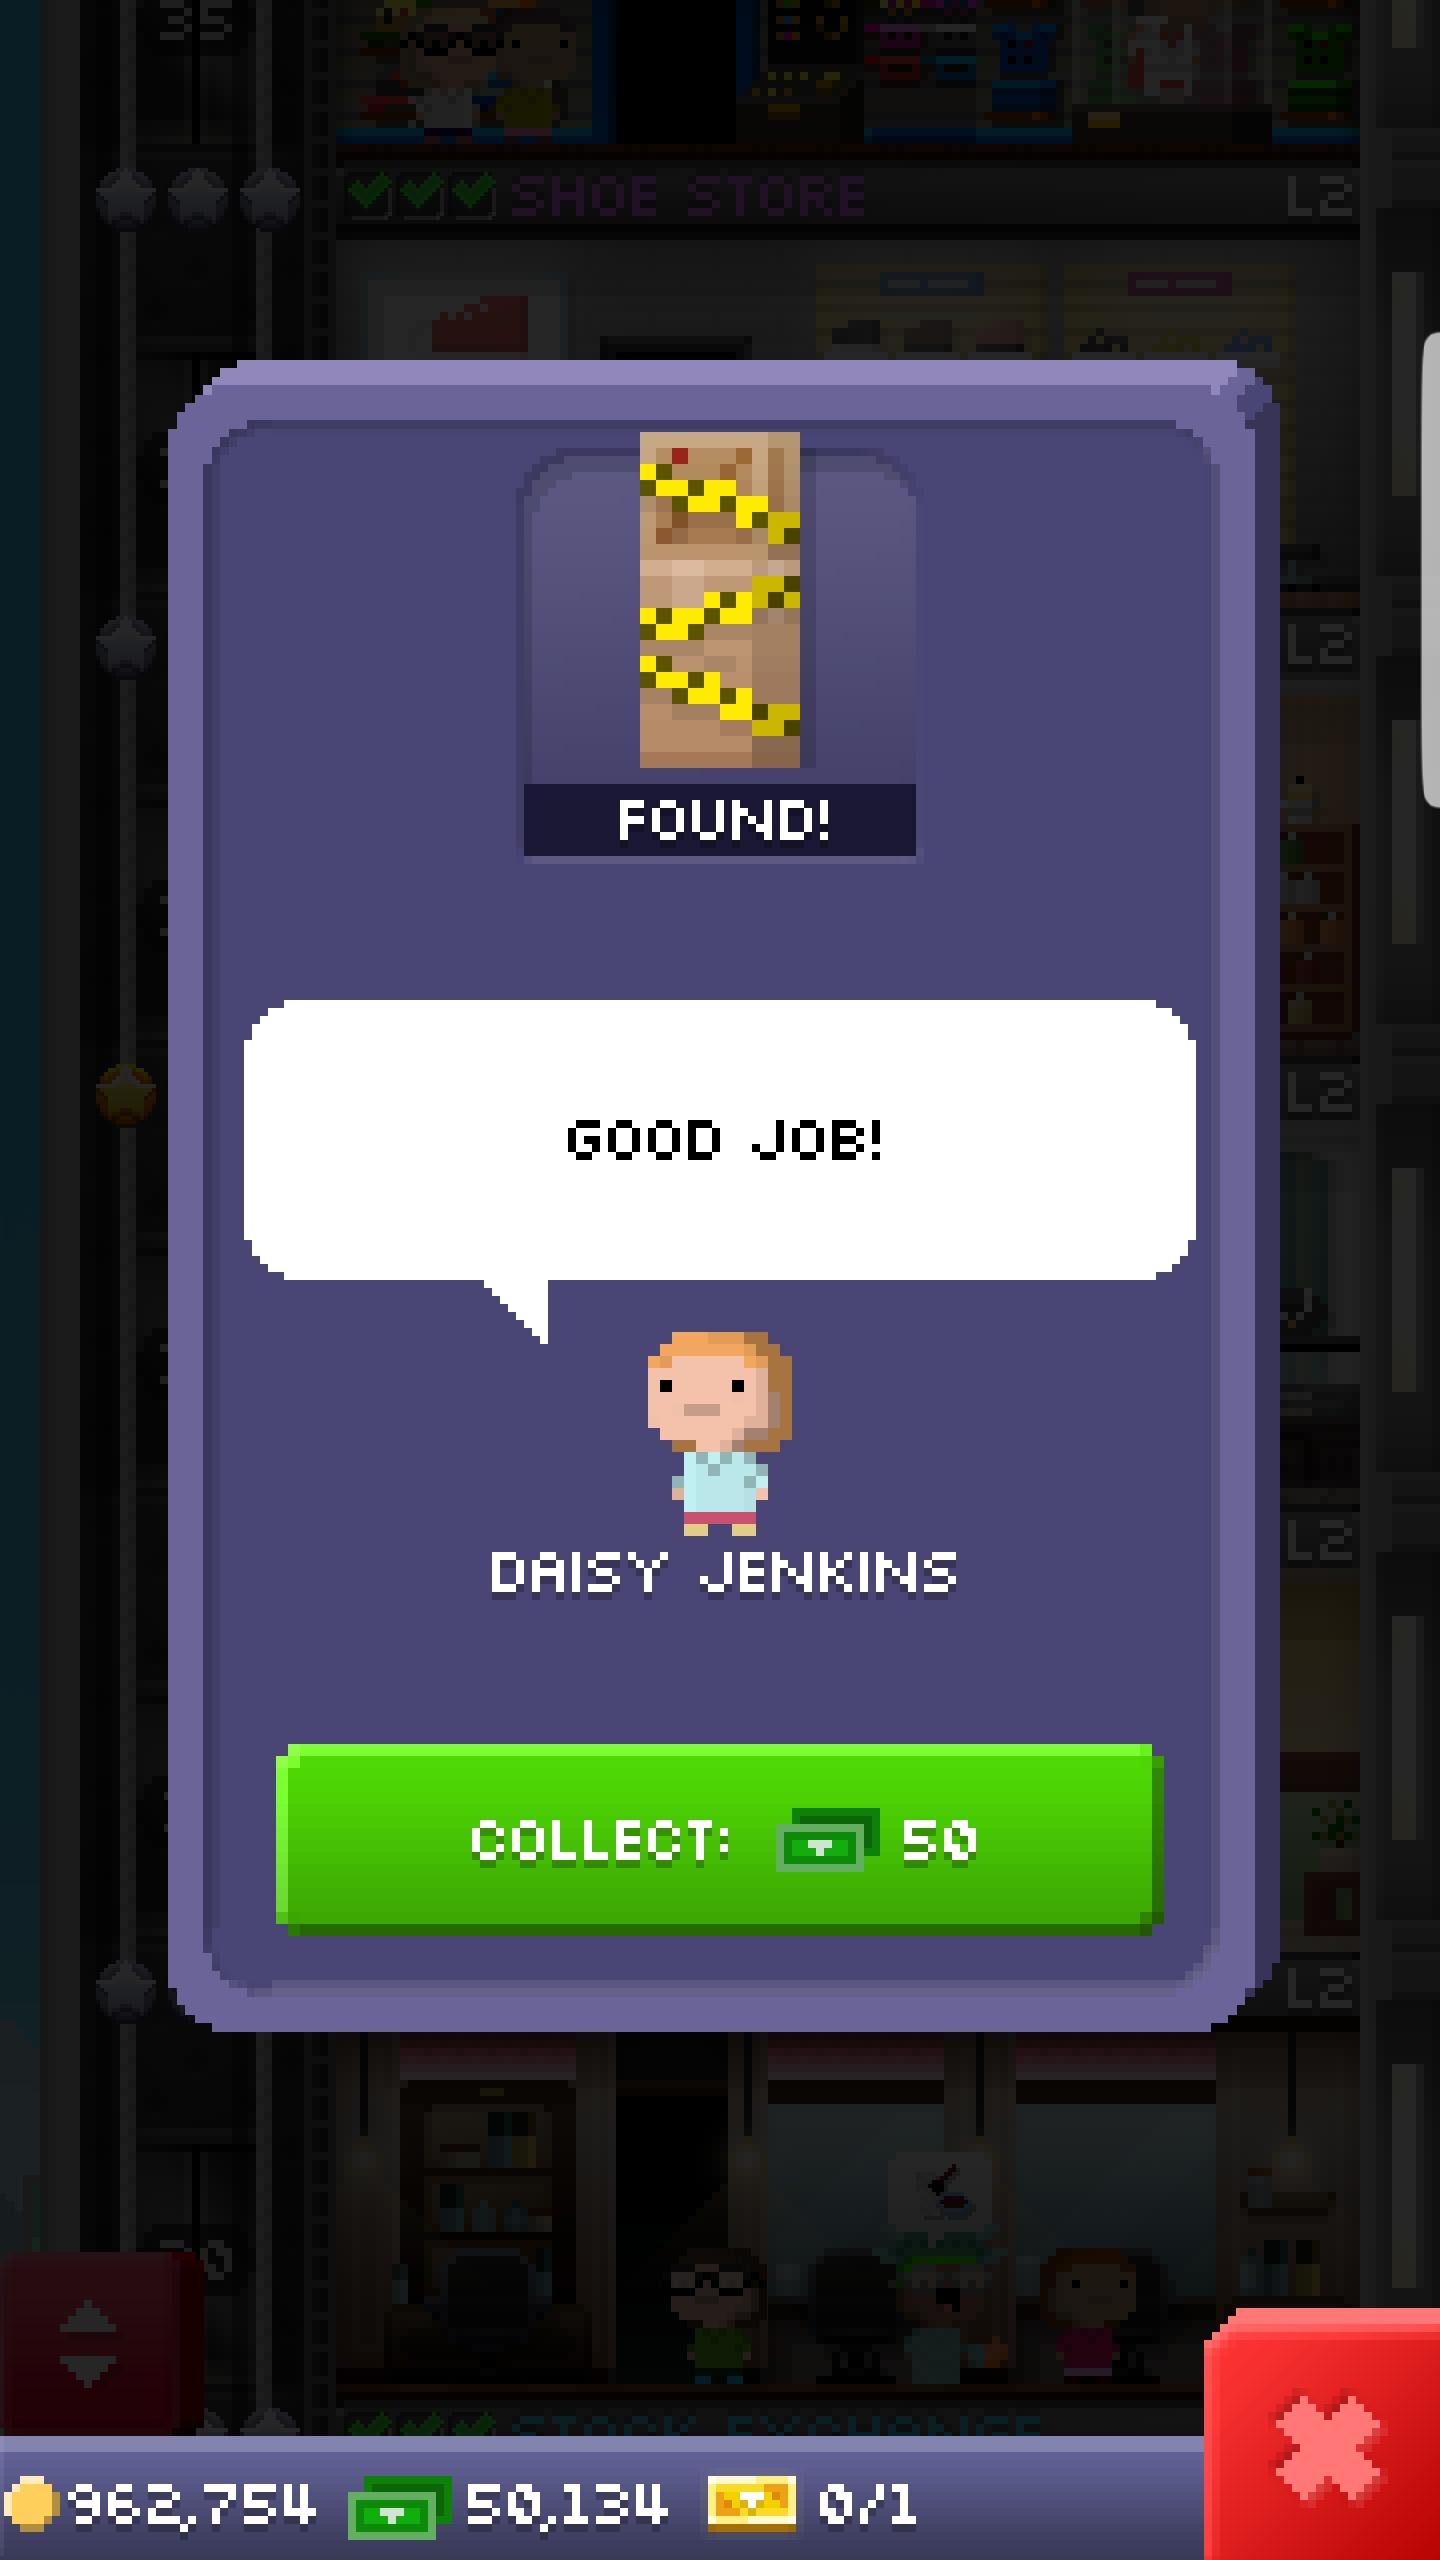 35
SHOE STORE
L2
L2
FOUND!
L2
GOOD JOB!
L2
DAISY JENKINS
COLLECT: 50
L2
STOCK EXCHANGE
962,754 50,134 0/1